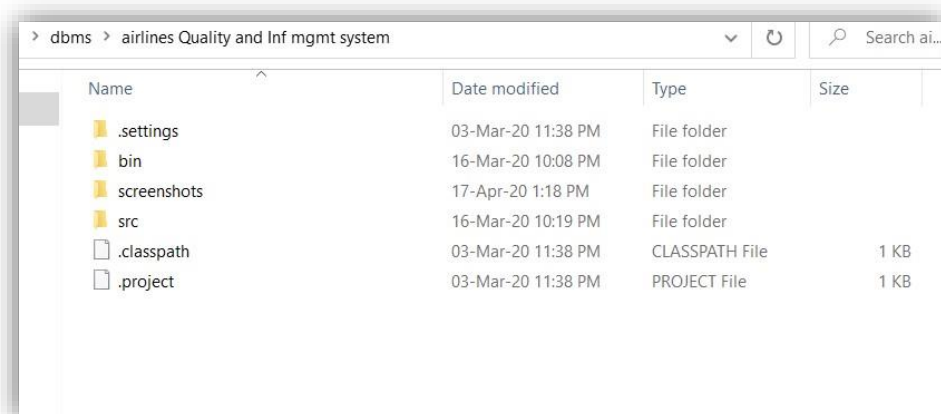 > dbms > airlines Quality and Inf mgmt system Search ai...
Name Date modified Type Size
.settings 03-Mar-20 11:38 PM File folder
bin 16-Mar-20 10:08 PM File folder
screenshots 17-Apr-20 1:18 PM File folder
src 16-Mar-20 10:19 PM File folder
.classpath 03-Mar-20 11:38 PM CLASSPATH File 1 KB
.project 03-Mar-20 11:38 PM PROJECT File 1 KB